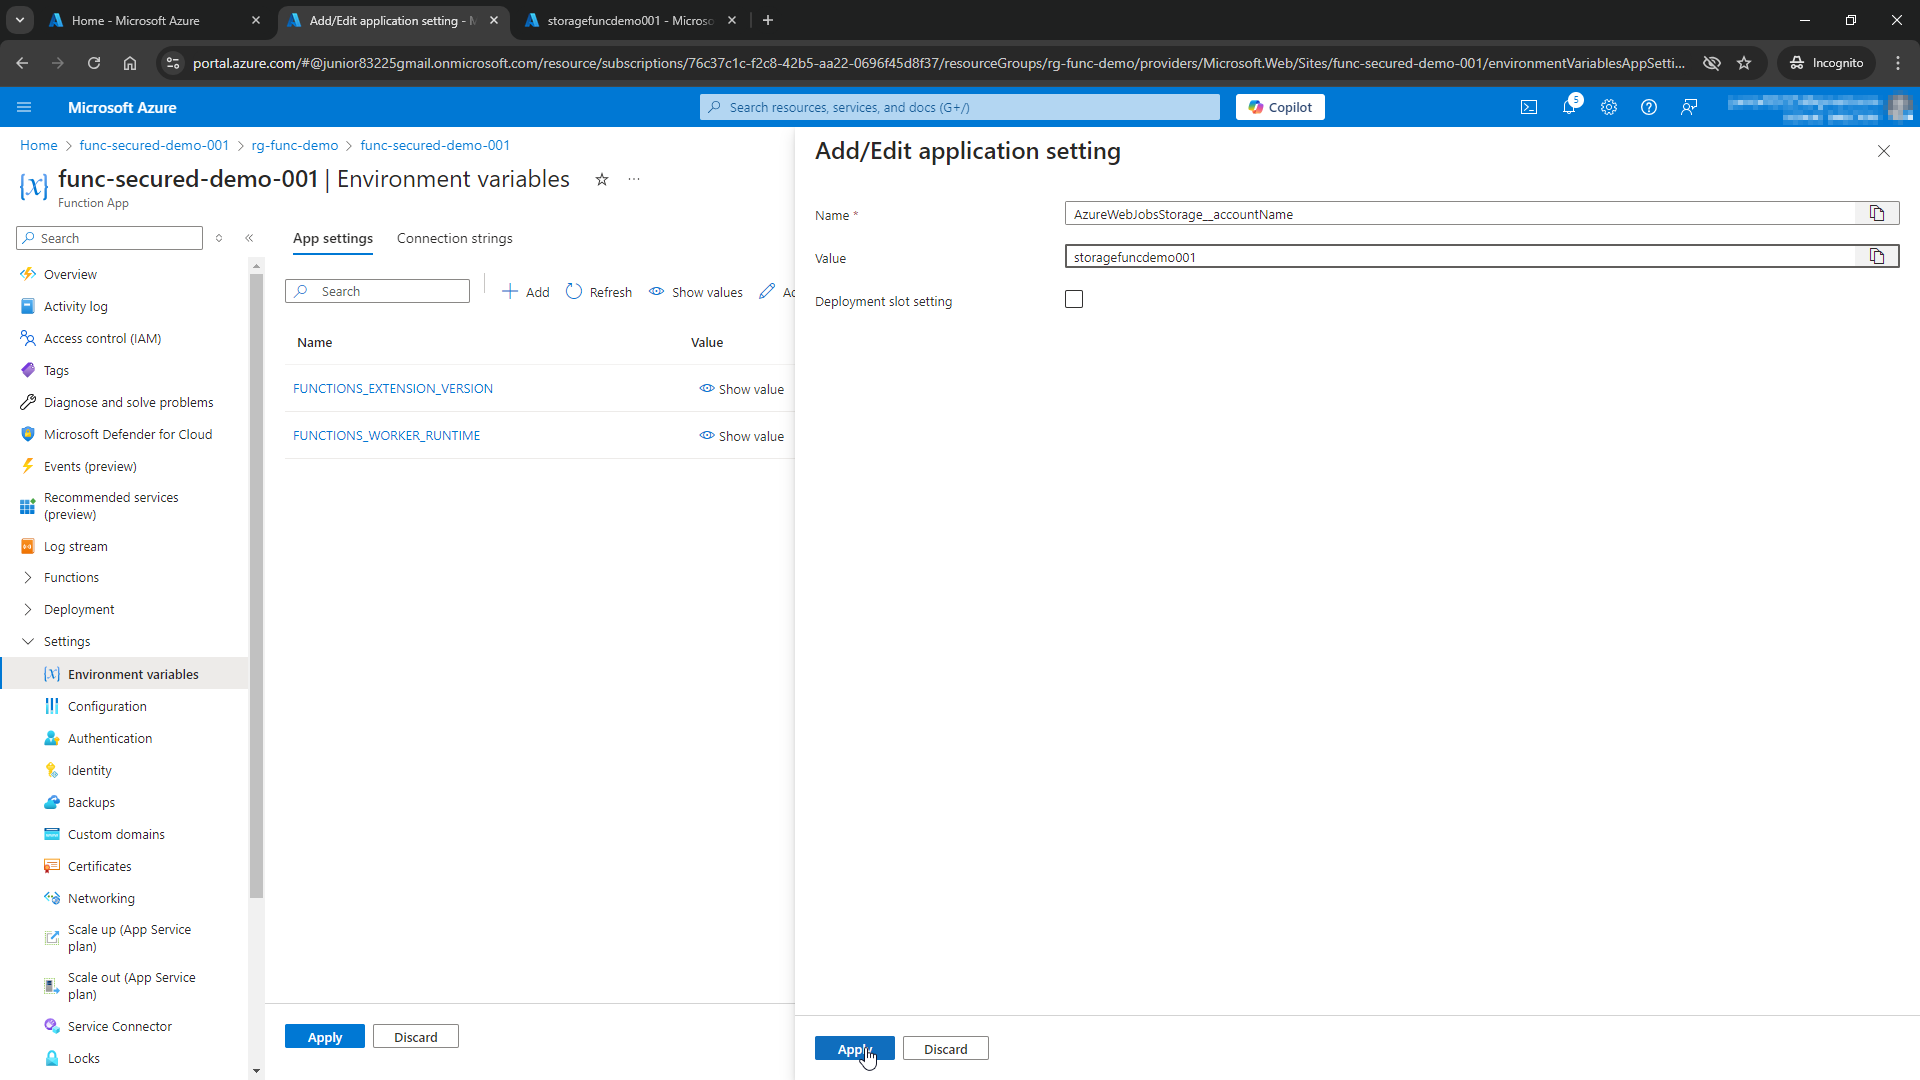 Home - Microsoft Azure
Add/Edit application setting - M
storagefuncdemo001 - Microso
portal.azure.com/#@junior83225gmail.onmicrosoft.com/resource/subscriptions/76c37c1c-f2c8-42b5-aa22-0696f45d8f37/resourceGroups/rg-func-demo/providers/Microsoft.Web/Sites/func-secured-demo-001/environmentVariablesAppSetti...
Incognito
Microsoft Azure
Search resources, services, and docs (G+/)
Copilot
5
Home > func-secured-demo-001 > rg-func-demo > func-secured-demo-001
func-secured-demo-001 | Environment variables
Function App
Search
Overview
Activity log
Access control (IAM)
Tags
Diagnose and solve problems
Microsoft Defender for Cloud
Events (preview)
Recommended services
(preview)
Log stream
Functions
Deployment
Settings
Environment variables
Configuration
Authentication
Identity
Backups
Custom domains
Certificates
Networking
Scale up (App Service
plan)
Scale out (App Service
plan)
Service Connector
Locks
App settings
Connection strings
Search
Add
Refresh
Show values
Ad
Name
Value
FUNCTIONS_EXTENSION_VERSION
Show value
FUNCTIONS_WORKER_RUNTIME
Show value
Apply
Discard
Add/Edit application setting
Name *
AzureWebJobsStorage__accountName
Value
storagefuncdemo001
Deployment slot setting
Apply
Discard